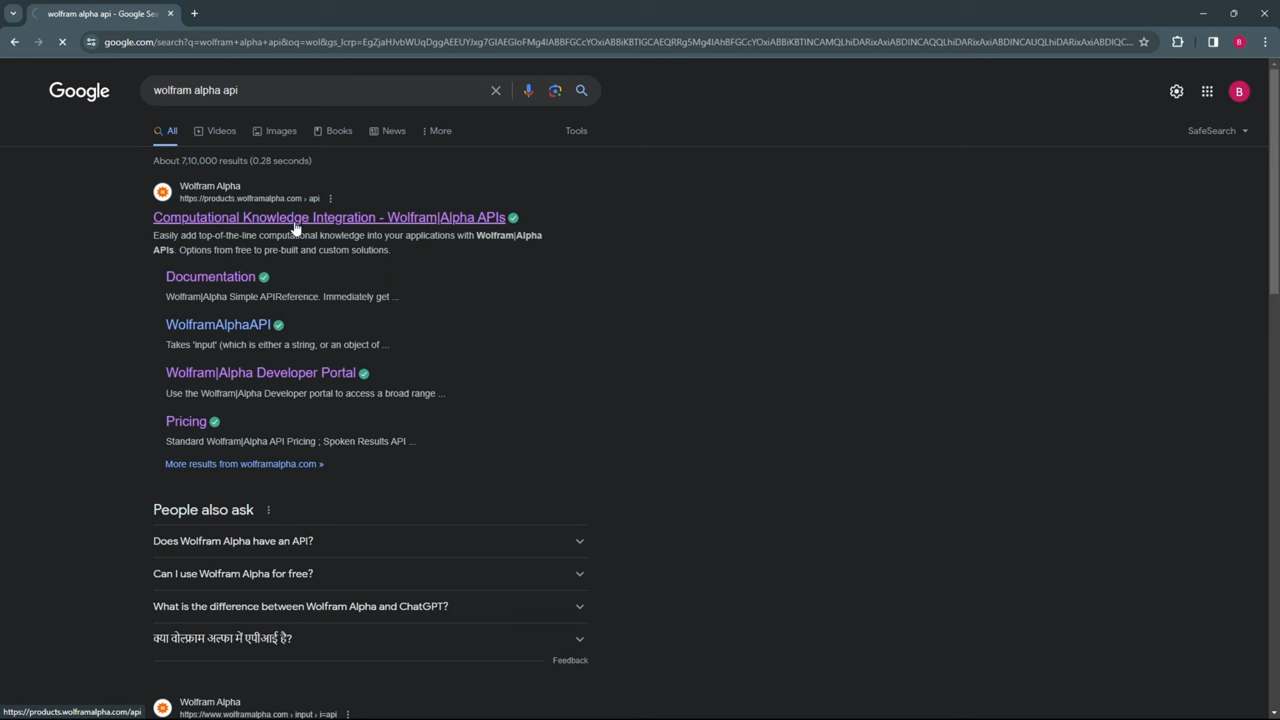 wolfram alpha api - Google Sea
google.com/search?q=wolfram+alpha+api&oq=wol&gs_lcrp=EgZjaHJvbWUqDggAEEUYJxg7GIAEGIoFMg4IABBFGCcYOxiABBiKBTIGCAEQRRg5Mg4IAhBFGCcYOxiABBiKBTINCAMQLhiDARixAxiABDINCAQQLhiDARixAxiABDINCAUQLhiDARixAxiABDIQC...
B
Google
wolfram alpha api
All
Videos
Images
Books
News
More
Tools
SafeSearch
B
About 7,10,000 results (0.28 seconds)
Wolfram Alpha
https://products.wolframalpha.com › api
Computational Knowledge Integration - Wolfram|Alpha APIs
Easily add top-of-the-line computational knowledge into your applications with Wolfram|Alpha
APIs. Options from free to pre-built and custom solutions.
Documentation
Wolfram|Alpha Simple APIReference. Immediately get ...
WolframAlphaAPI
Takes 'input' (which is either a string, or an object of ...
Wolfram|Alpha Developer Portal
Use the Wolfram|Alpha Developer portal to access a broad range ...
Pricing
Standard Wolfram|Alpha API Pricing ; Spoken Results API ...
More results from wolframalpha.com »
People also ask
Does Wolfram Alpha have an API?
Can I use Wolfram Alpha for free?
What is the difference between Wolfram Alpha and ChatGPT?
क्या वोल्फ्राम अल्फा में एपीआई है?
Feedback
Wolfram Alpha
https://www.wolframalpha.com › input › i=api
https://products.wolframalpha.com/api